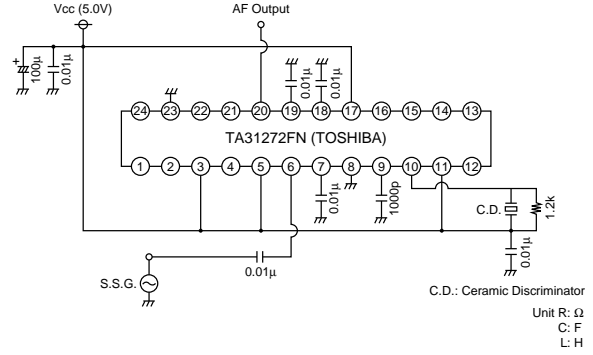 Vcc (5.0V)
AF Output
+
100μ
0.01μ
0.01μ
0.01μ
24 23 22 21 20 19 18 17 16 15 14 13
TA31272FN (TOSHIBA)
1 2 3 4 5 6 7 8 9 10 11 12
0.01μ
1000p
C.D.
1.2k
0.01μ
0.01μ
S.S.G.
C.D.: Ceramic Discriminator
Unit R: Ω
C: F
L: H